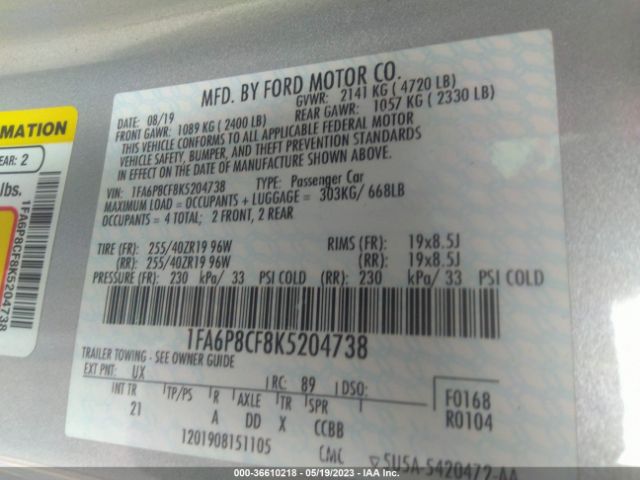 MFD. BY FORD MOTOR CO.
DATE: 08/19 GVWR: 2141 KG ( 4720 LB)
FRONT GAWR: 1089 KG ( 2400 LB) REAR GAWR: 1057 KG ( 2330 LB)
THIS VEHICLE CONFORMS TO ALL APPLICABLE FEDERAL MOTOR
VEHICLE SAFETY, BUMPER, AND THEFT PREVENTION STANDARDS
IN EFFECT ON THE DATE OF MANUFACTURE SHOWN ABOVE.
VIN: 1FA6P8CF8K5204738 TYPE: Passenger Car
MAXIMUM LOAD = OCCUPANTS + LUGGAGE = 303KG/ 668LB
OCCUPANTS = 4 TOTAL; 2 FRONT, 2 REAR
TIRE (FR): 255/40ZR19 96W RIMS (FR): 19x8.5J
(RR): 255/40ZR19 96W (RR): 19x8.5J
PRESSURE (FR): 230 kPa/ 33 PSI COLD (RR): 230 kPa/ 33 PSI COLD
1FA6P8CF8K5204738
TRAILER TOWING - SEE OWNER GUIDE
EXT PNT: UX RC: 89 DSO:
INT TR TP/PS R AXLE TR SPR
21 A DD X CCBB
F0168
R0104
1201908151105
CMC 5U5A-5420472-AA
RMATION
EAR: 2
lbs.
1FA6P8CF8K5204738
000-36610218 - 05/19/2023 - IAAI.COM